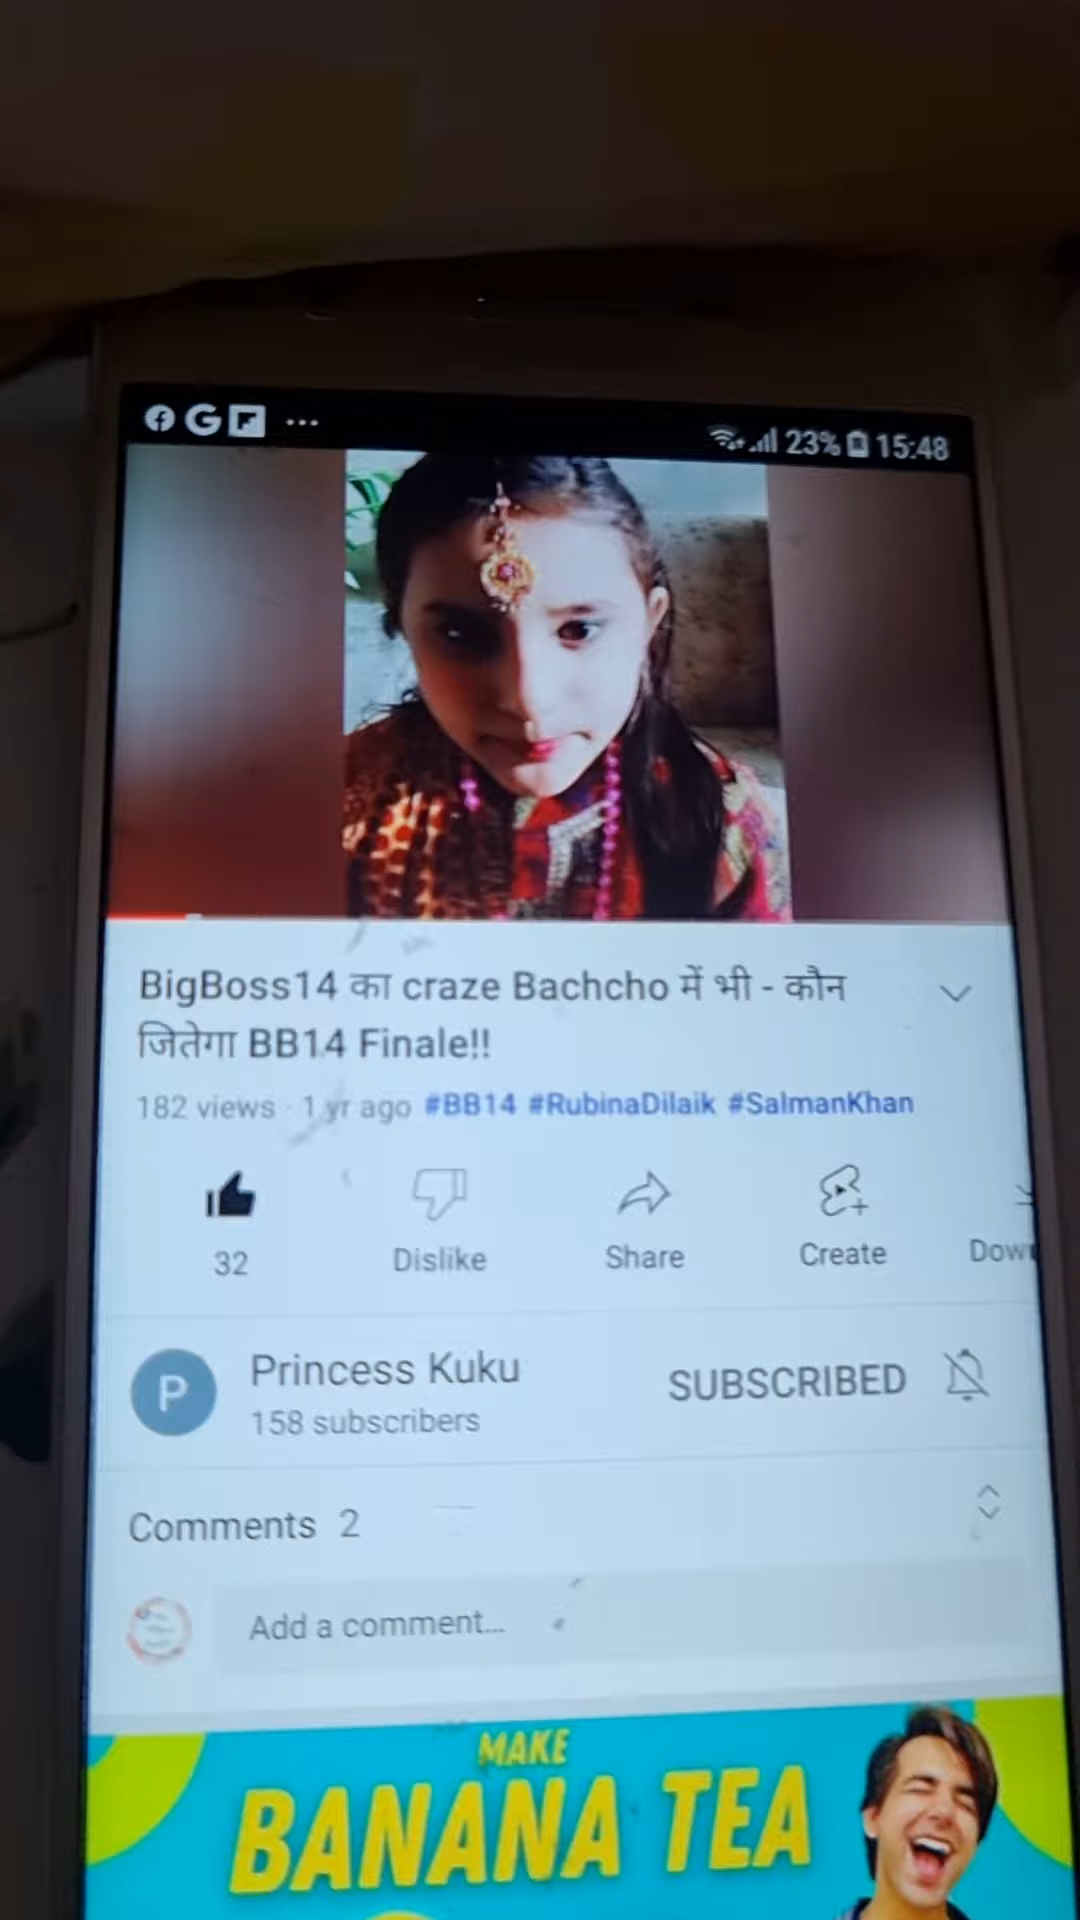 23% 15:48
BigBoss14 का craze Bachcho में भी - कौन
जितेगा BB14 Finale!!
182 views · 1 yr ago #BB14 #RubinaDilaik #SalmanKhan
32 Dislike Share Create Dow
Princess Kuku
SUBSCRIBED
P
158 subscribers
Comments 2
Add a comment...
MAKE
BANANA TEA